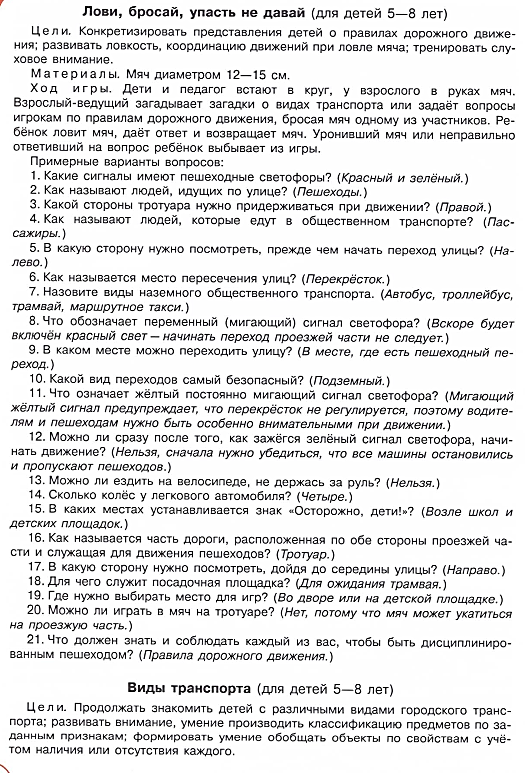 Лови, бросай, упасть не давай (для детей 5—8 лет)
Цели. Конкретизировать представления детей о правилах дорожного движе-
ния; развивать ловкость, координацию движений при ловле мяча; тренировать слу-
ховое внимание.
Материалы. Мяч диаметром 12—15 см.
Ход игры. Дети и педагог встают в круг, у взрослого в руках мяч.
Взрослый-ведущий загадывает загадки о видах транспорта или задаёт вопросы
игрокам по правилам дорожного движения, бросая мяч одному из участников. Ре-
бёнок ловит мяч, даёт ответ и возвращает мяч. Уронивший мяч или неправильно
ответивший на вопрос ребёнок выбывает из игры.
Примерные варианты вопросов:
1. Какие сигналы имеют пешеходные светофоры? (Красный и зелёный.)
2. Как называют людей, идущих по улице? (Пешеходы.)
3. Какой стороны тротуара нужно придерживаться при движении? (Правой.)
4. Как называют людей, которые едут в общественном транспорте? (Пас-
сажиры.)
5. В какую сторону нужно посмотреть, прежде чем начать переход улицы? (На-
лево.)
6. Как называется место пересечения улиц? (Перекрёсток.)
7. Назовите виды наземного общественного транспорта. (Автобус, троллейбус,
трамвай, маршрутное такси.)
8. Что обозначает переменный (мигающий) сигнал светофора? (Вскоре будет
включён красный свет — начинать переход проезжей части не следует.)
9. В каком месте можно переходить улицу? (В месте, где есть пешеходный пе-
реход.)
10. Какой вид переходов самый безопасный? (Подземный.)
11. Что означает жёлтый постоянно мигающий сигнал светофора? (Мигающий
жёлтый сигнал предупреждает, что перекрёсток не регулируется, поэтому водите-
лям и пешеходам нужно быть особенно внимательными при движении.)
12. Можно ли сразу после того, как зажёгся зелёный сигнал светофора, начи-
нать движение? (Нельзя, сначала нужно убедиться, что все машины остановились
и пропускают пешеходов.)
13. Можно ли ездить на велосипеде, не держась за руль? (Нельзя.)
14. Сколько колёс у легкового автомобиля? (Четыре.)
15. В каких местах устанавливается знак «Осторожно, дети!»? (Возле школ и
детских площадок.)
16. Как называется часть дороги, расположенная по обе стороны проезжей ча-
сти и служащая для движения пешеходов? (Тротуар.)
17. В какую сторону нужно посмотреть, дойдя до середины улицы? (Направо.)
18. Для чего служит посадочная площадка? (Для ожидания трамвая.)
19. Где нужно выбирать место для игр? (Во дворе или на детской площадке.)
20. Можно ли играть в мяч на тротуаре? (Нет, потому что мяч может укатиться
на проезжую часть.)
21. Что должен знать и соблюдать каждый из вас, чтобы быть дисциплиниро-
ванным пешеходом? (Правила дорожного движения.)
Виды транспорта (для детей 5—8 лет)
Цели. Продолжать знакомить детей с различными видами городского транс-
порта; развивать внимание, умение производить классификацию предметов по за-
данным признакам; формировать умение обобщать объекты по свойствам с учё-
том наличия или отсутствия каждого.